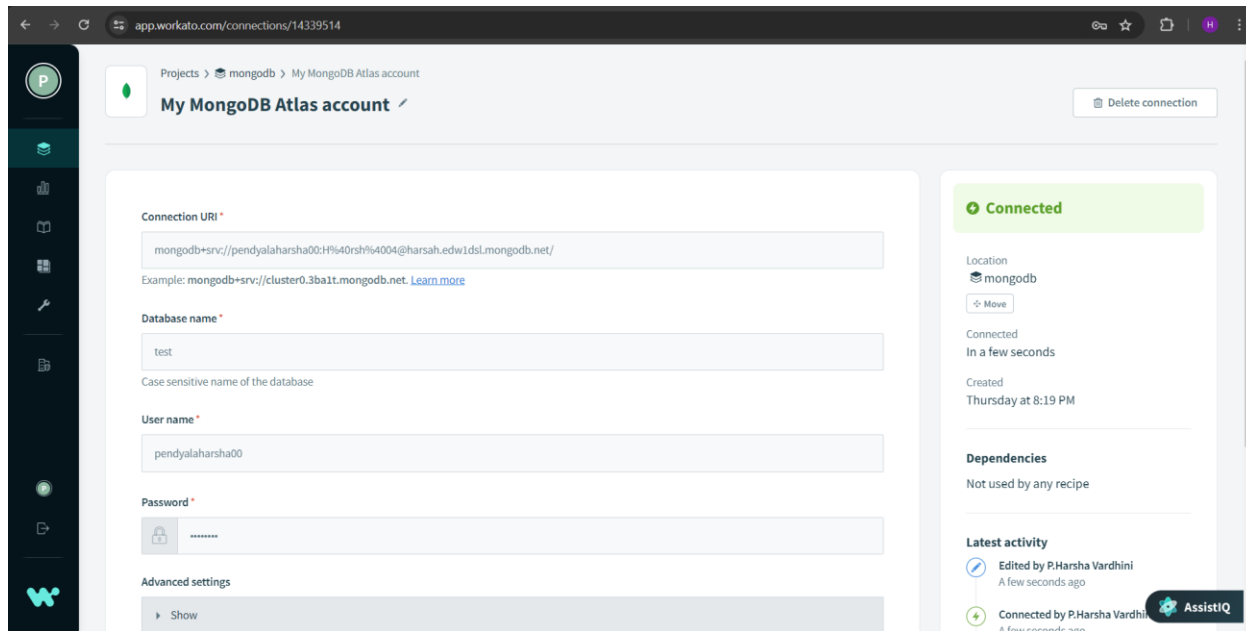 app.workato.com/connections/14339514
H
P
Projects > mongodb > My MongoDB Atlas account
My MongoDB Atlas account
Delete connection
Connection URI *
mongodb+srv://pendyalaharsha00:H%40rsh%4004@harsah.edw1dsl.mongodb.net/
Example: mongodb+srv://cluster0.3ba1t.mongodb.net. Learn more
Database name *
test
Case sensitive name of the database
User name *
pendyalaharsha00
Password *
••••••••
Advanced settings
Show
Connected
Location
mongodb
Move
Connected
In a few seconds
Created
Thursday at 8:19 PM
Dependencies
Not used by any recipe
Latest activity
Edited by P.Harsha Vardhini
A few seconds ago
Connected by P.Harsha
A few seconds ago
AssistIQ